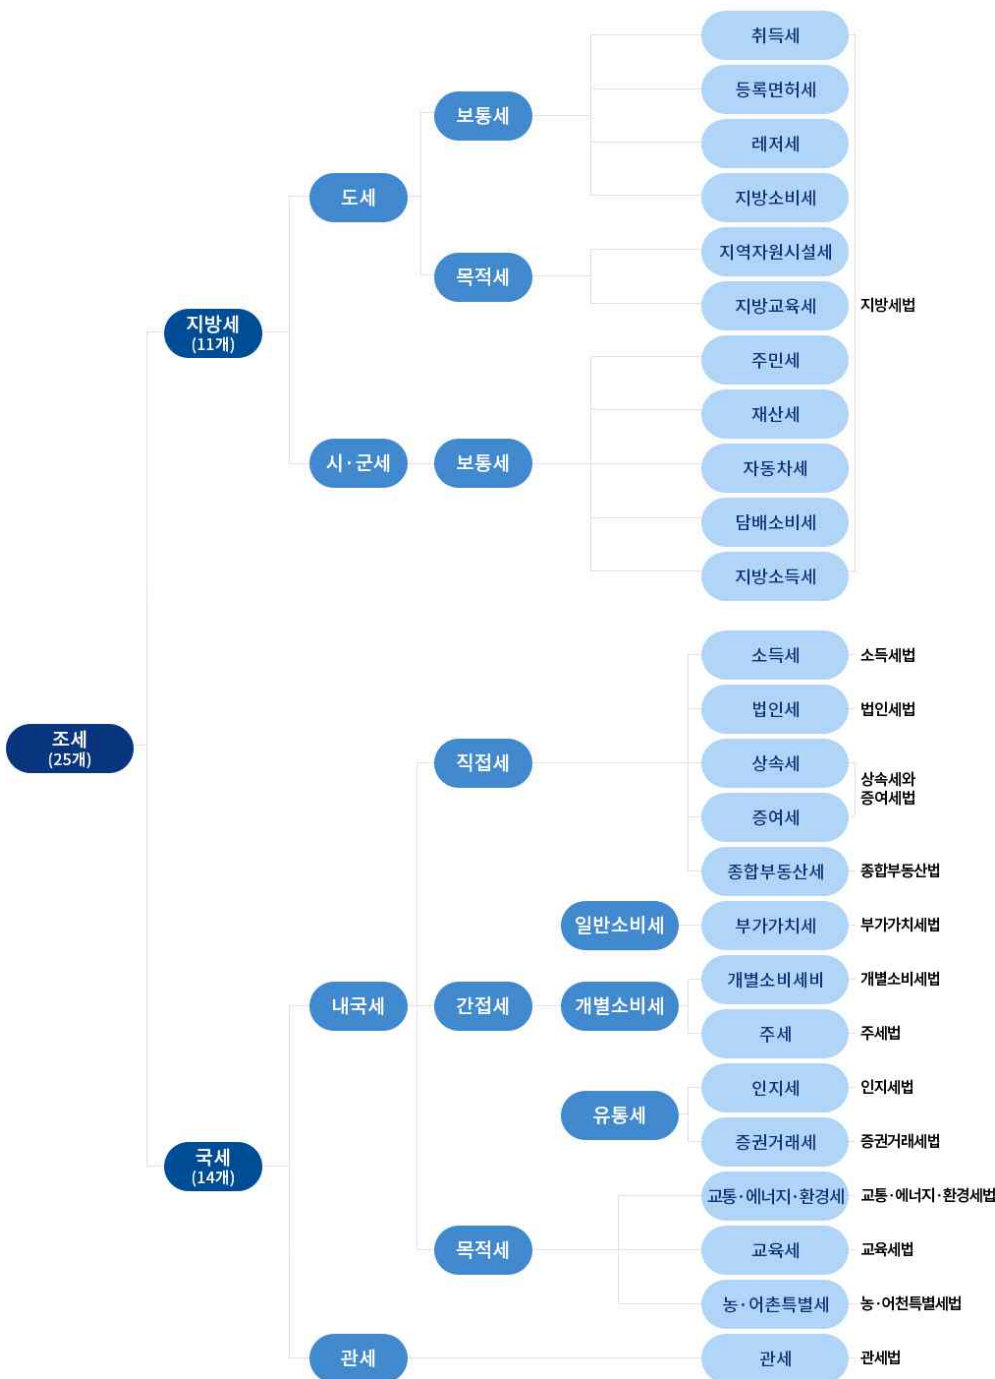 조세
(25개)
지방세
(11개)
도세
보통세
취득세
등록면허세
레저세
지방소비세
목적세
지역자원시설세
지방교육세
시·군세
보통세
주민세
재산세
자동차세
담배소비세
지방소득세
지방세법
국세
(14개)
내국세
직접세
소득세
소득세법
법인세
법인세법
상속세
증여세
상속세와
증여세법
종합부동산세
종합부동산법
간접세
일반소비세
부가가치세
부가가치세법
개별소비세
개별소비세비
개별소비세법
주세
주세법
유통세
인지세
인지세법
증권거래세
증권거래세법
목적세
교통·에너지·환경세
교통·에너지·환경세법
교육세
교육세법
농·어촌특별세
농·어천특별세법
관세
관세
관세법